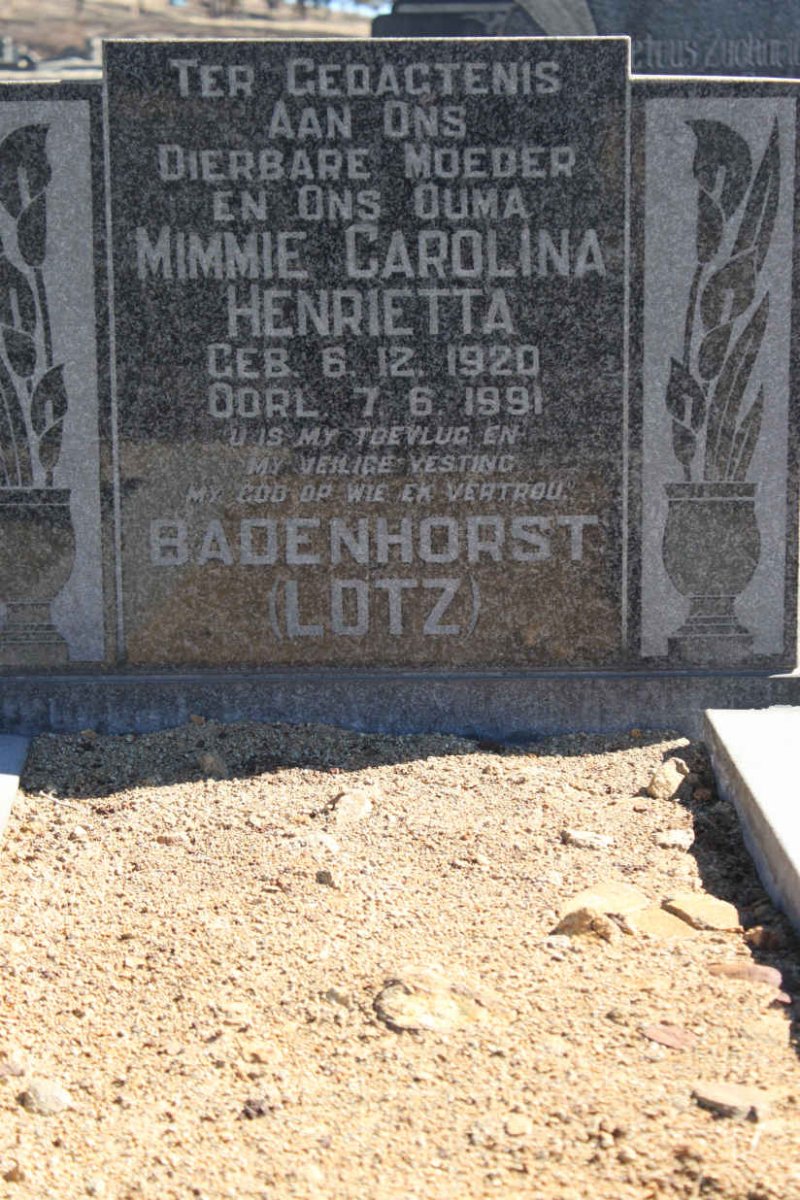 TER GEDAGTENIS
AAN ONS
DIERBARE MOEDER
EN ONS OUMA
MIMMIE CAROLINA
HENRIETTA
GEB. 6. 12. 1920
OORL. 7. 6. 1991
U IS MY TOEVLUG EN
MY VEILIGE VESTING
MY GOD OP WIE EK VERTROU.
BADENHORST
(LOTZ)